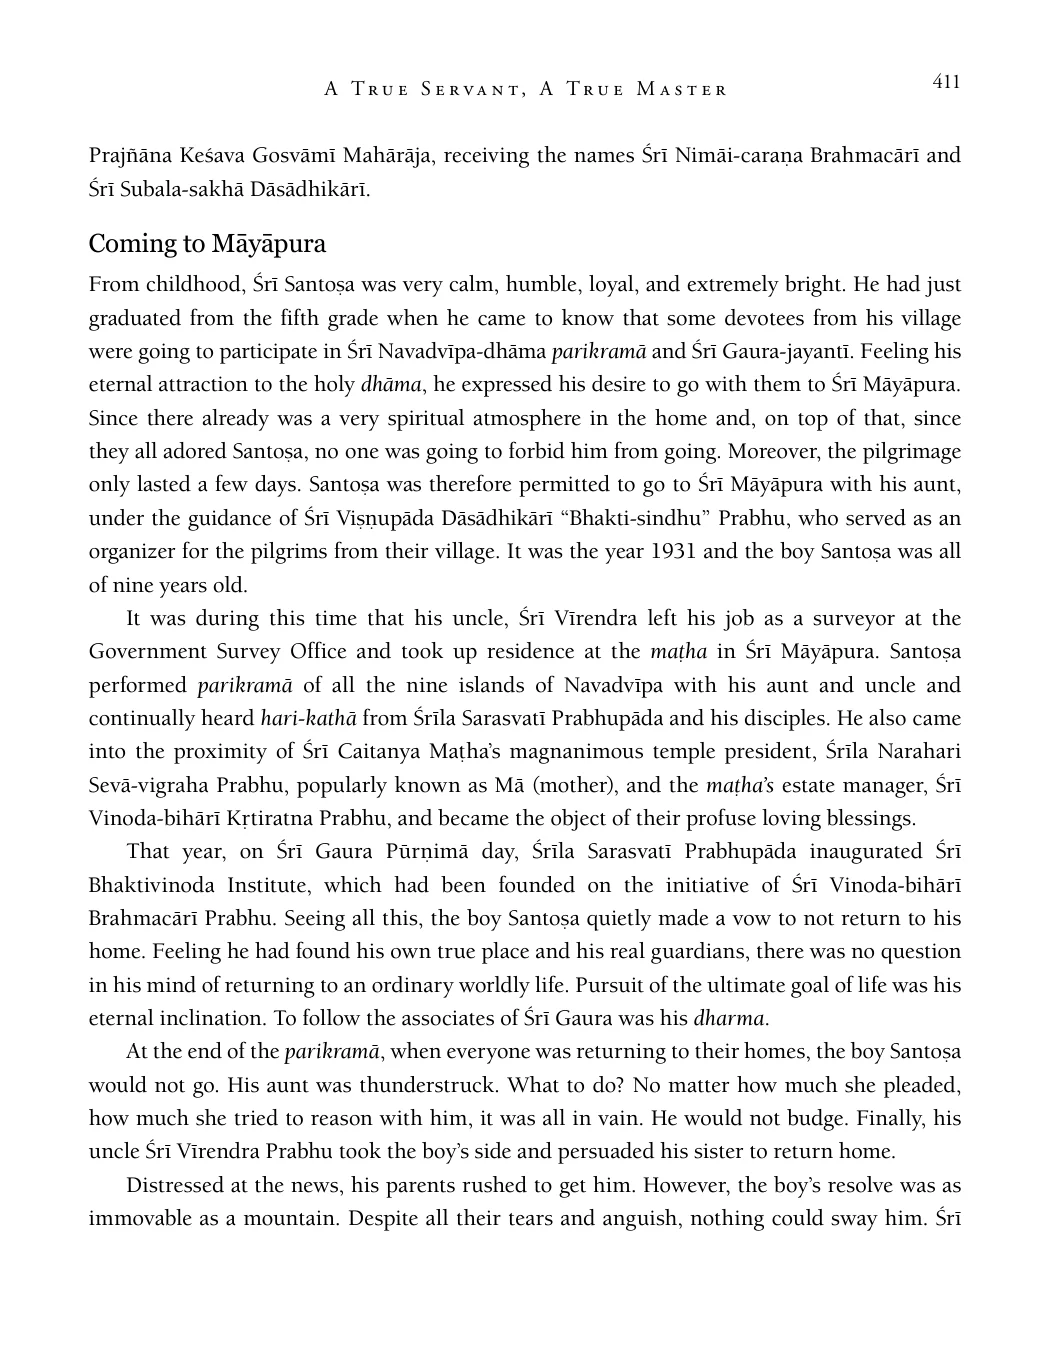 A True Servant, A True Master 411
Prajñāna Keśava Gosvāmī Mahārāja, receiving the names Śrī Nimāi-caraṇa Brahmacārī and
Śrī Subala-sakhā Dāsādhikārī.
Coming to Māyāpura
From childhood, Śrī Santoṣa was very calm, humble, loyal, and extremely bright. He had just
graduated from the fifth grade when he came to know that some devotees from his village
were going to participate in Śrī Navadvīpa-dhāma parikramā and Śrī Gaura-jayantī. Feeling his
eternal attraction to the holy dhāma, he expressed his desire to go with them to Śrī Māyāpura.
Since there already was a very spiritual atmosphere in the home and, on top of that, since
they all adored Santoṣa, no one was going to forbid him from going. Moreover, the pilgrimage
only lasted a few days. Santoṣa was therefore permitted to go to Śrī Māyāpura with his aunt,
under the guidance of Śrī Viṣṇupāda Dāsādhikārī “Bhakti-sindhu” Prabhu, who served as an
organizer for the pilgrims from their village. It was the year 1931 and the boy Santoṣa was all
of nine years old.
It was during this time that his uncle, Śrī Vīrendra left his job as a surveyor at the
Government Survey Office and took up residence at the maṭha in Śrī Māyāpura. Santoṣa
performed parikramā of all the nine islands of Navadvīpa with his aunt and uncle and
continually heard hari-kathā from Śrīla Sarasvatī Prabhupāda and his disciples. He also came
into the proximity of Śrī Caitanya Maṭha’s magnanimous temple president, Śrīla Narahari
Sevā-vigraha Prabhu, popularly known as Mā (mother), and the maṭha’s estate manager, Śrī
Vinoda-bihārī Kṛtiratna Prabhu, and became the object of their profuse loving blessings.
That year, on Śrī Gaura Pūrṇimā day, Śrīla Sarasvatī Prabhupāda inaugurated Śrī
Bhaktivinoda Institute, which had been founded on the initiative of Śrī Vinoda-bihārī
Brahmacārī Prabhu. Seeing all this, the boy Santoṣa quietly made a vow to not return to his
home. Feeling he had found his own true place and his real guardians, there was no question
in his mind of returning to an ordinary worldly life. Pursuit of the ultimate goal of life was his
eternal inclination. To follow the associates of Śrī Gaura was his dharma.
At the end of the parikramā, when everyone was returning to their homes, the boy Santoṣa
would not go. His aunt was thunderstruck. What to do? No matter how much she pleaded,
how much she tried to reason with him, it was all in vain. He would not budge. Finally, his
uncle Śrī Vīrendra Prabhu took the boy’s side and persuaded his sister to return home.
Distressed at the news, his parents rushed to get him. However, the boy’s resolve was as
immovable as a mountain. Despite all their tears and anguish, nothing could sway him. Śrī